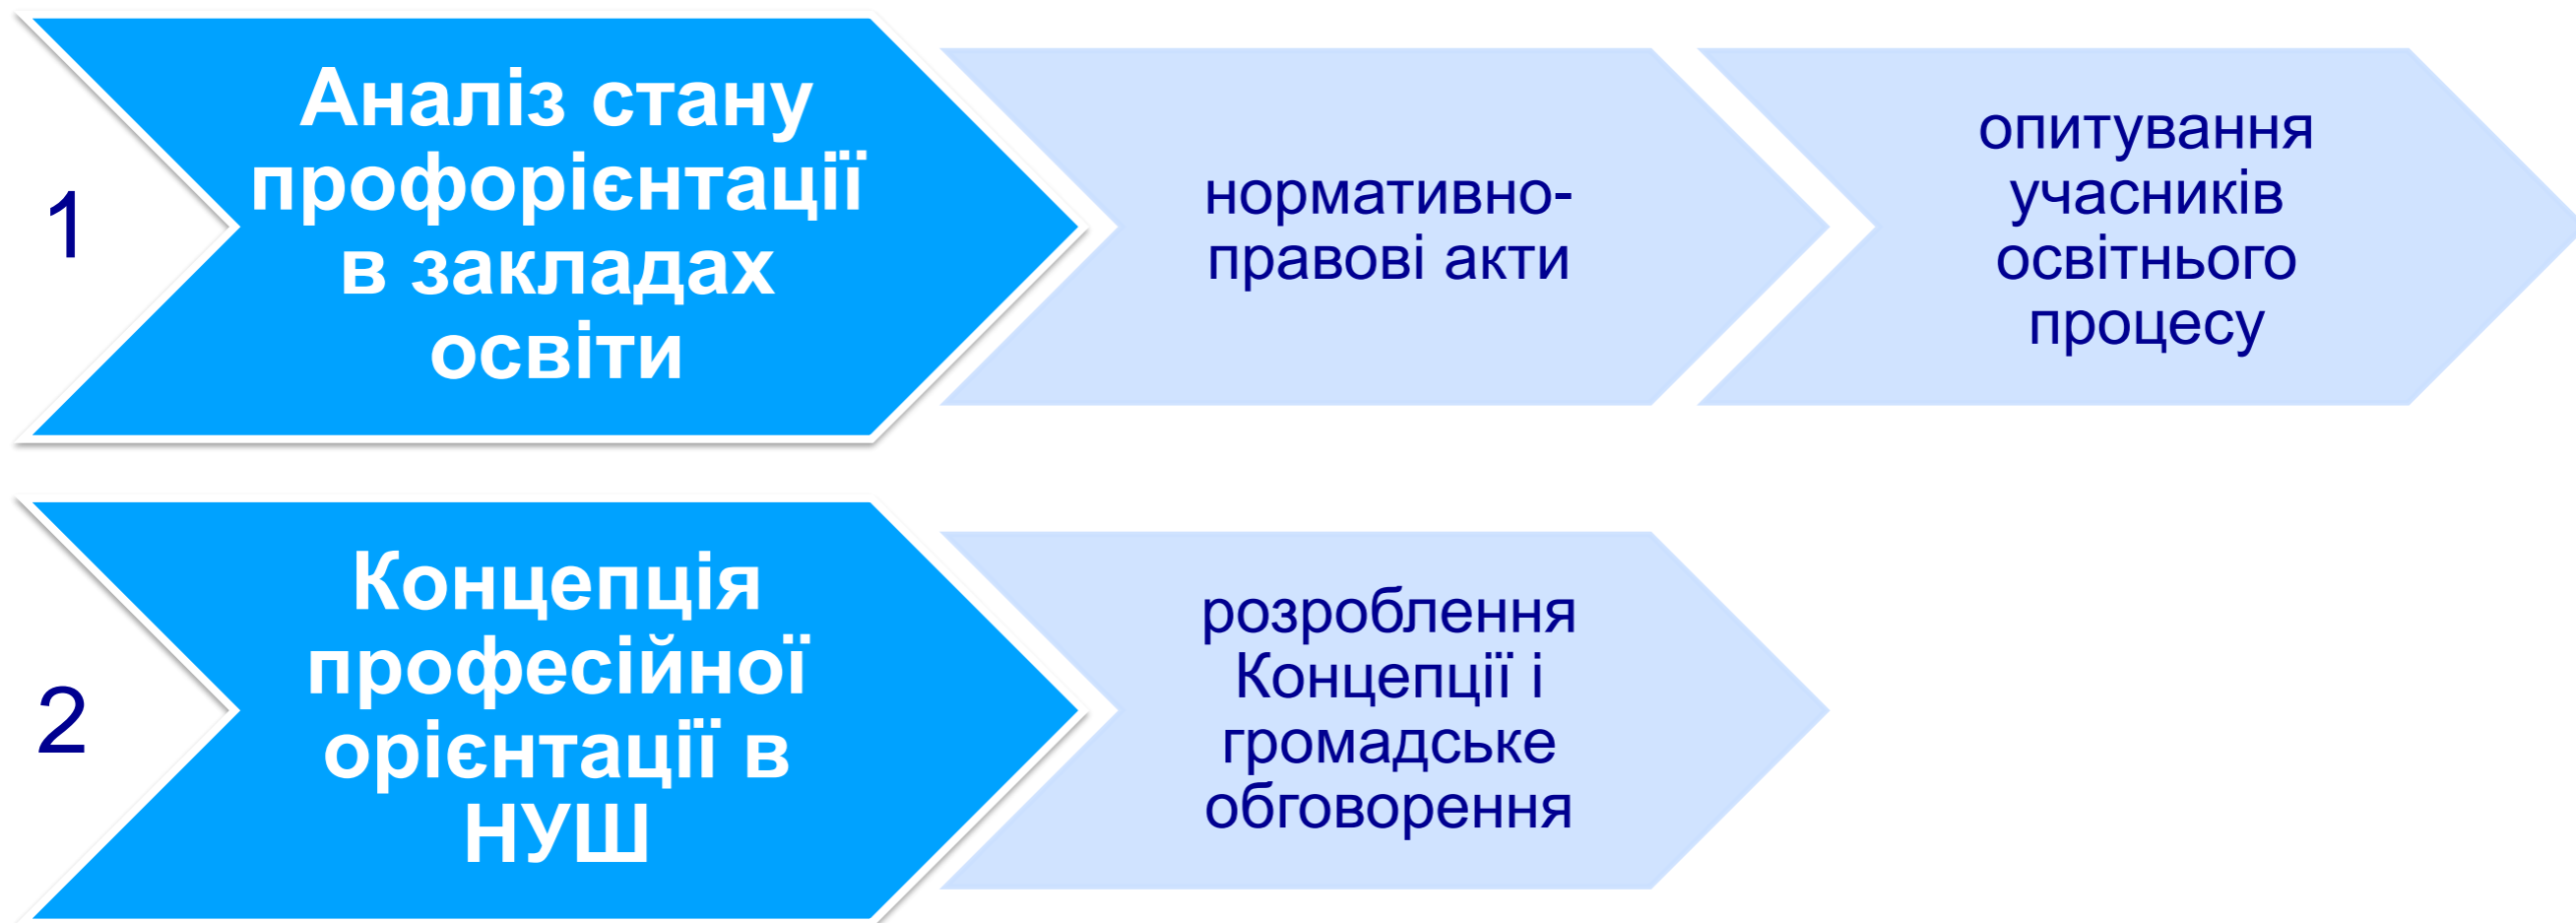 1
Аналіз стану
профорієнтації
в закладах
освіти
нормативно-
правові акти
опитування
учасників
освітнього
процесу
2
Концепція
професійної
орієнтації в
НУШ
розроблення
Концепції і
громадське
обговорення